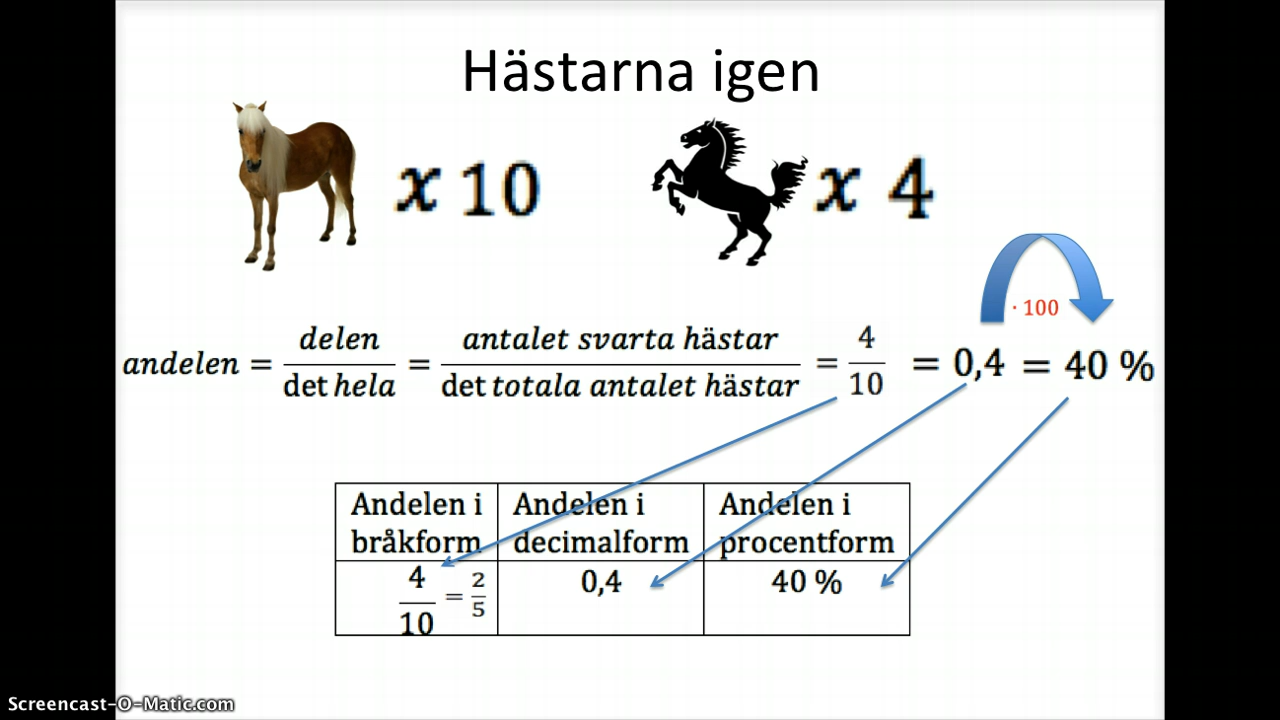 Hästarna igen
x 10
x 4
· 100
andelen = delen / det hela = antalet svarta hästar / det totala antalet hästar = 4/10 = 0,4 = 40 %
Andelen i bråkform
Andelen i decimalform
Andelen i procentform
4/10 = 2/5
0,4
40 %
Screencast-O-Matic.com